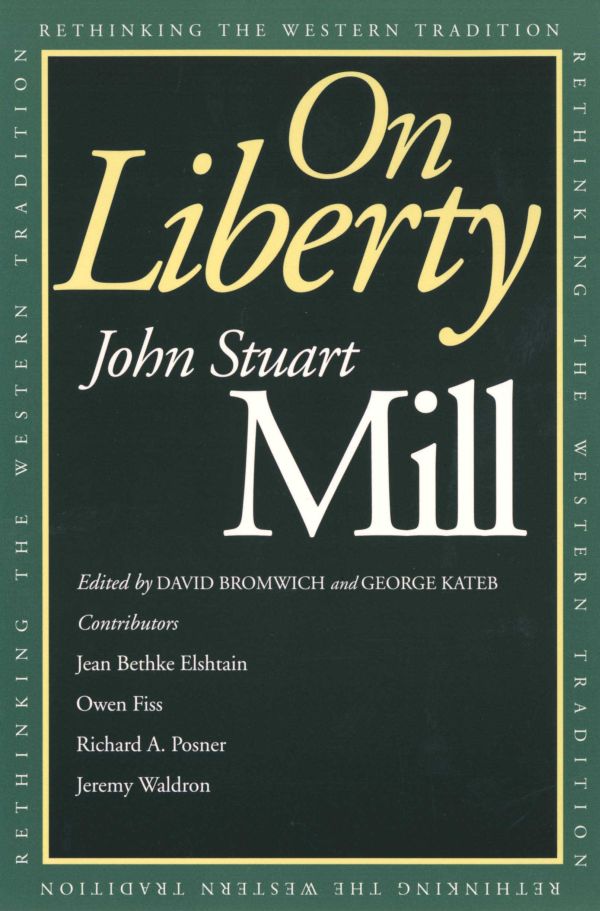 RETHINKING THE WESTERN TRADITION
On
Liberty
John Stuart
Mill
Edited by DAVID BROMWICH and GEORGE KATEB
Contributors
Jean Bethke Elshtain
Owen Fiss
Richard A. Posner
Jeremy Waldron
RETHINKING THE WESTERN TRADITION
RETHINKING THE WESTERN TRADITION
RETHINKING THE WESTERN TRADITION